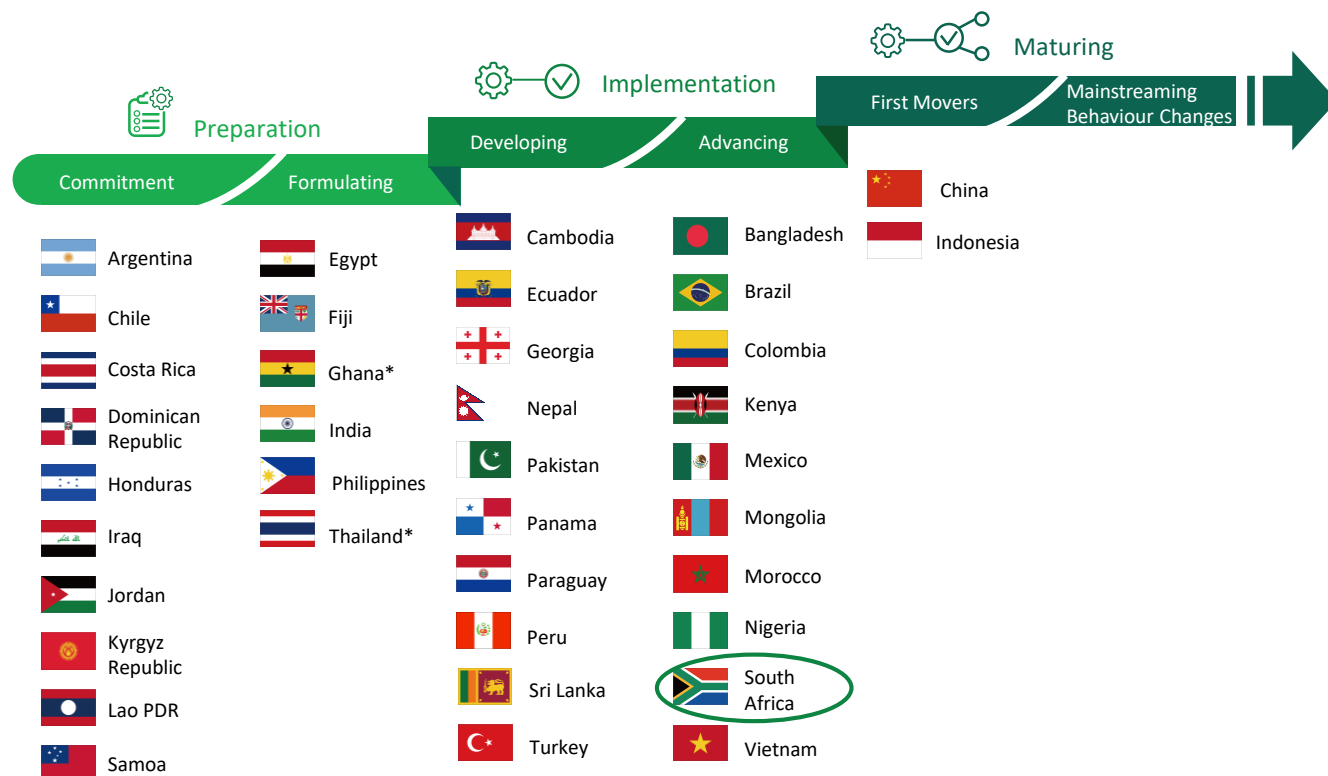 Preparation
Implementation
Maturing
Commitment
Formulating
Developing
Advancing
First Movers
Mainstreaming
Behaviour Changes
Argentina
Chile
Costa Rica
Dominican
Republic
Honduras
Iraq
Jordan
Kyrgyz
Republic
Lao PDR
Samoa
Egypt
Fiji
Ghana*
India
Philippines
Thailand*
Cambodia
Ecuador
Georgia
Nepal
Pakistan
Panama
Paraguay
Peru
Sri Lanka
Turkey
Bangladesh
Brazil
Colombia
Kenya
Mexico
Mongolia
Morocco
Nigeria
South
Africa
Vietnam
China
Indonesia